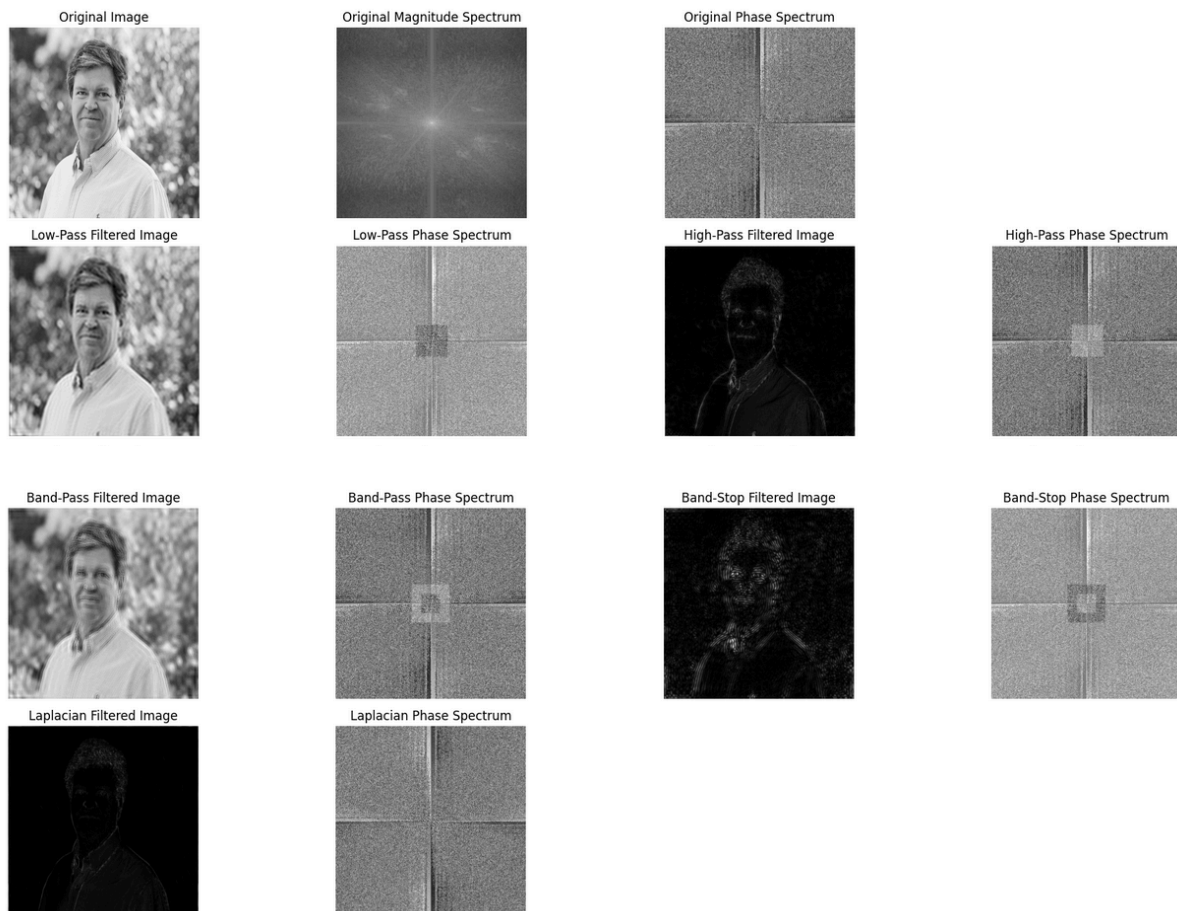 Original Image
Original Magnitude Spectrum
Original Phase Spectrum
Low-Pass Filtered Image
Low-Pass Phase Spectrum
High-Pass Filtered Image
High-Pass Phase Spectrum
Band-Pass Filtered Image
Band-Pass Phase Spectrum
Band-Stop Filtered Image
Band-Stop Phase Spectrum
Laplacian Filtered Image
Laplacian Phase Spectrum